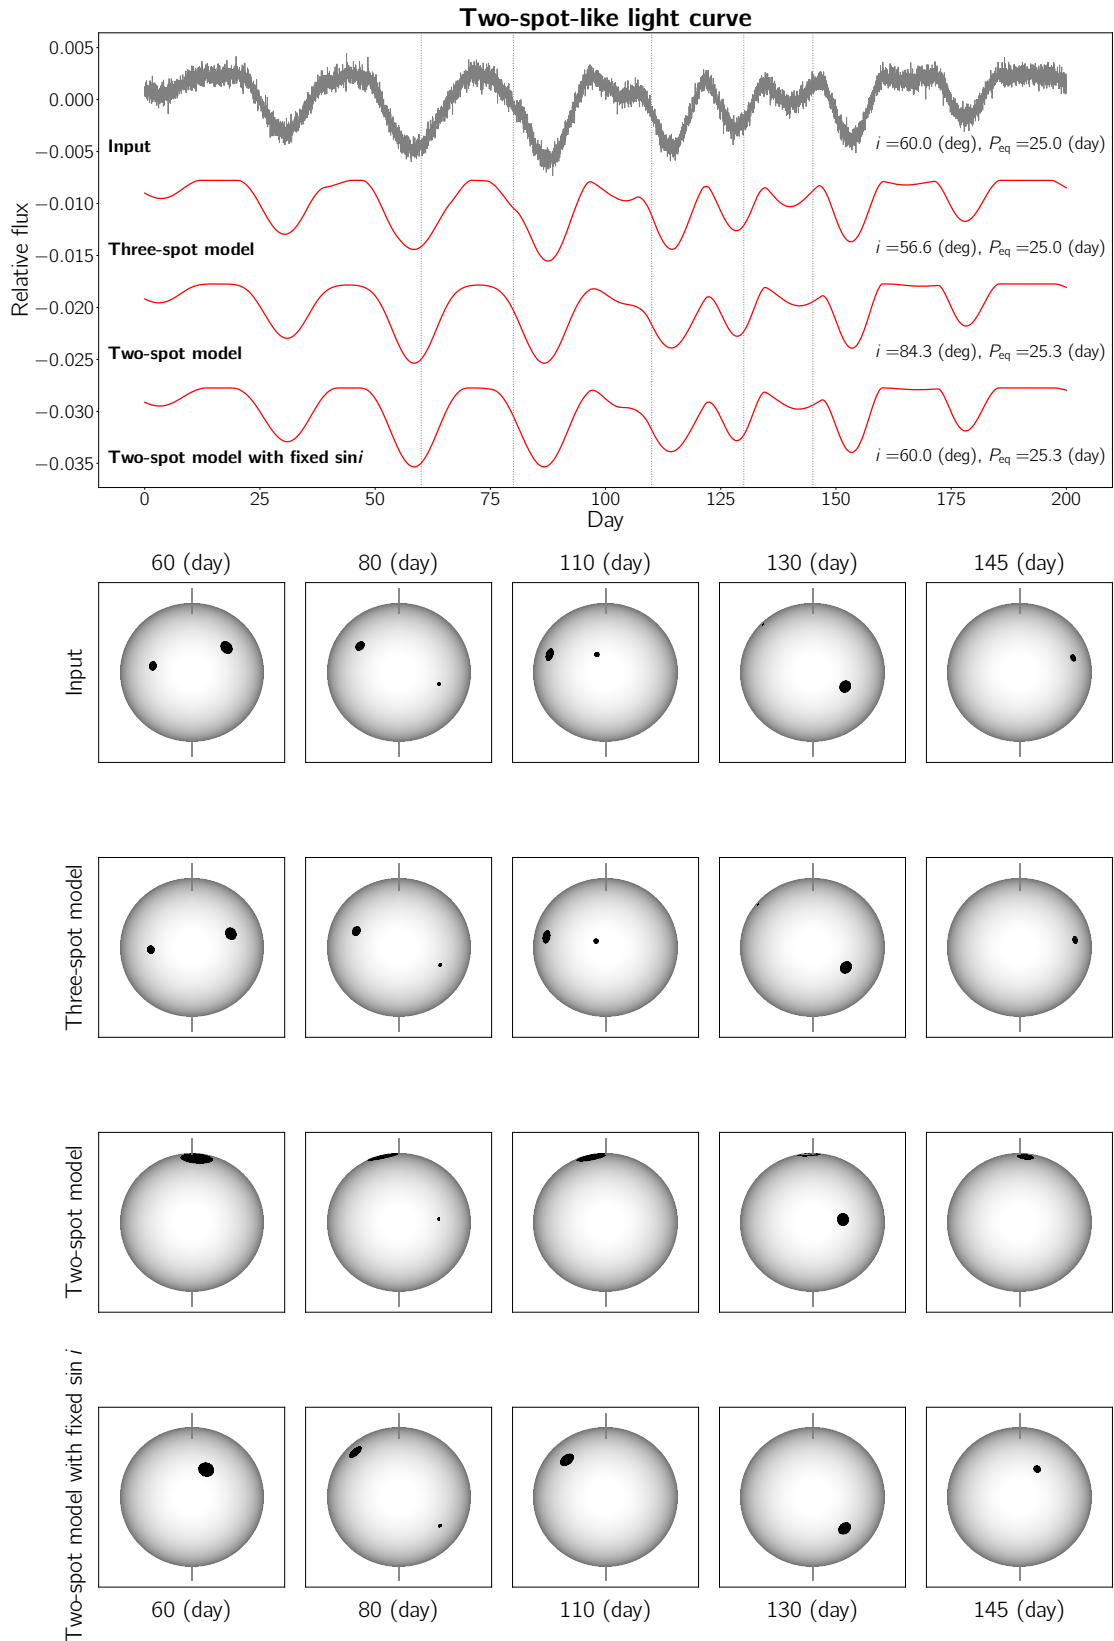 Two-spot-like light curve
0.005
0.000
−0.005
−0.010
−0.015
−0.020
−0.025
−0.030
−0.035
Relative flux
Input
i =60.0 (deg), P_eq =25.0 (day)
Three-spot model
i =56.6 (deg), P_eq =25.0 (day)
Two-spot model
i =84.3 (deg), P_eq =25.3 (day)
Two-spot model with fixed sini
i =60.0 (deg), P_eq =25.3 (day)
0 25 50 75 100 125 150 175 200
Day
60 (day) 80 (day) 110 (day) 130 (day) 145 (day)
Input
Three-spot model
Two-spot model
Two-spot model with fixed sin i
60 (day) 80 (day) 110 (day) 130 (day) 145 (day)